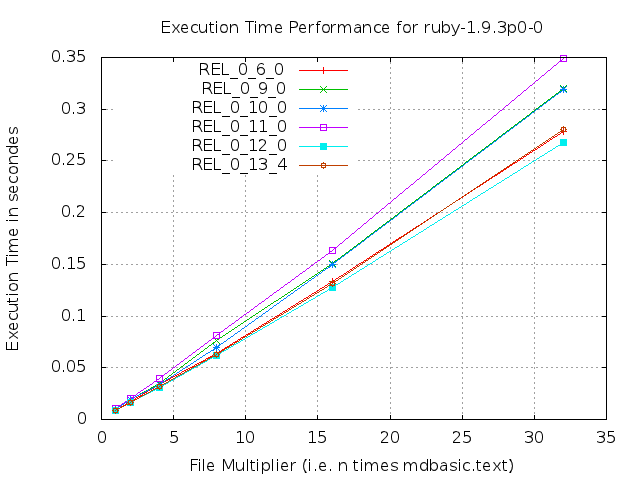 Execution Time Performance for ruby-1.9.3p0-0
Execution Time in secondes
0.35
0.3
0.25
0.2
0.15
0.1
0.05
0
REL_0_6_0
REL_0_9_0
REL_0_10_0
REL_0_11_0
REL_0_12_0
REL_0_13_4
0 5 10 15 20 25 30 35
File Multiplier (i.e. n times mdbasic.text)